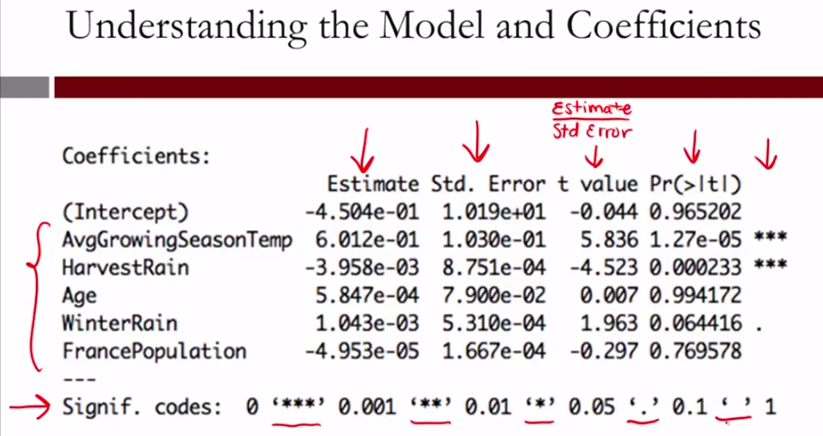 Understanding the Model and Coefficients
Estimate
Std Error
Coefficients:
Estimate Std. Error t value Pr(>|t|)
(Intercept) -4.504e-01 1.019e+01 -0.044 0.965202
AvgGrowingSeasonTemp 6.012e-01 1.030e-01 5.836 1.27e-05 ***
HarvestRain -3.958e-03 8.751e-04 -4.523 0.000233 ***
Age 5.847e-04 7.900e-02 0.007 0.994172
WinterRain 1.043e-03 5.310e-04 1.963 0.064416 .
FrancePopulation -4.953e-05 1.667e-04 -0.297 0.769578
---
Signif. codes: 0 ‘***’ 0.001 ‘**’ 0.01 ‘*’ 0.05 ‘.’ 0.1 ‘ ’ 1